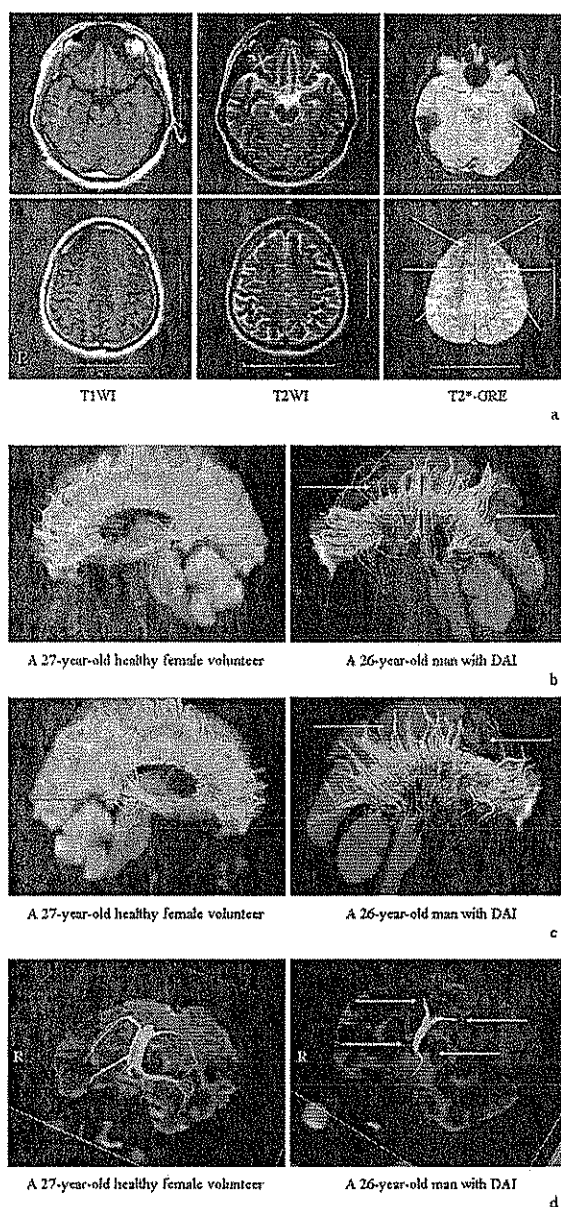 T1WI T2WI T2*-GRE
a
A 27-year-old healthy female volunteer A 26-year-old man with DAI
b
A 27-year-old healthy female volunteer A 26-year-old man with DAI
c
R R
A 27-year-old healthy female volunteer A 26-year-old man with DAI
d